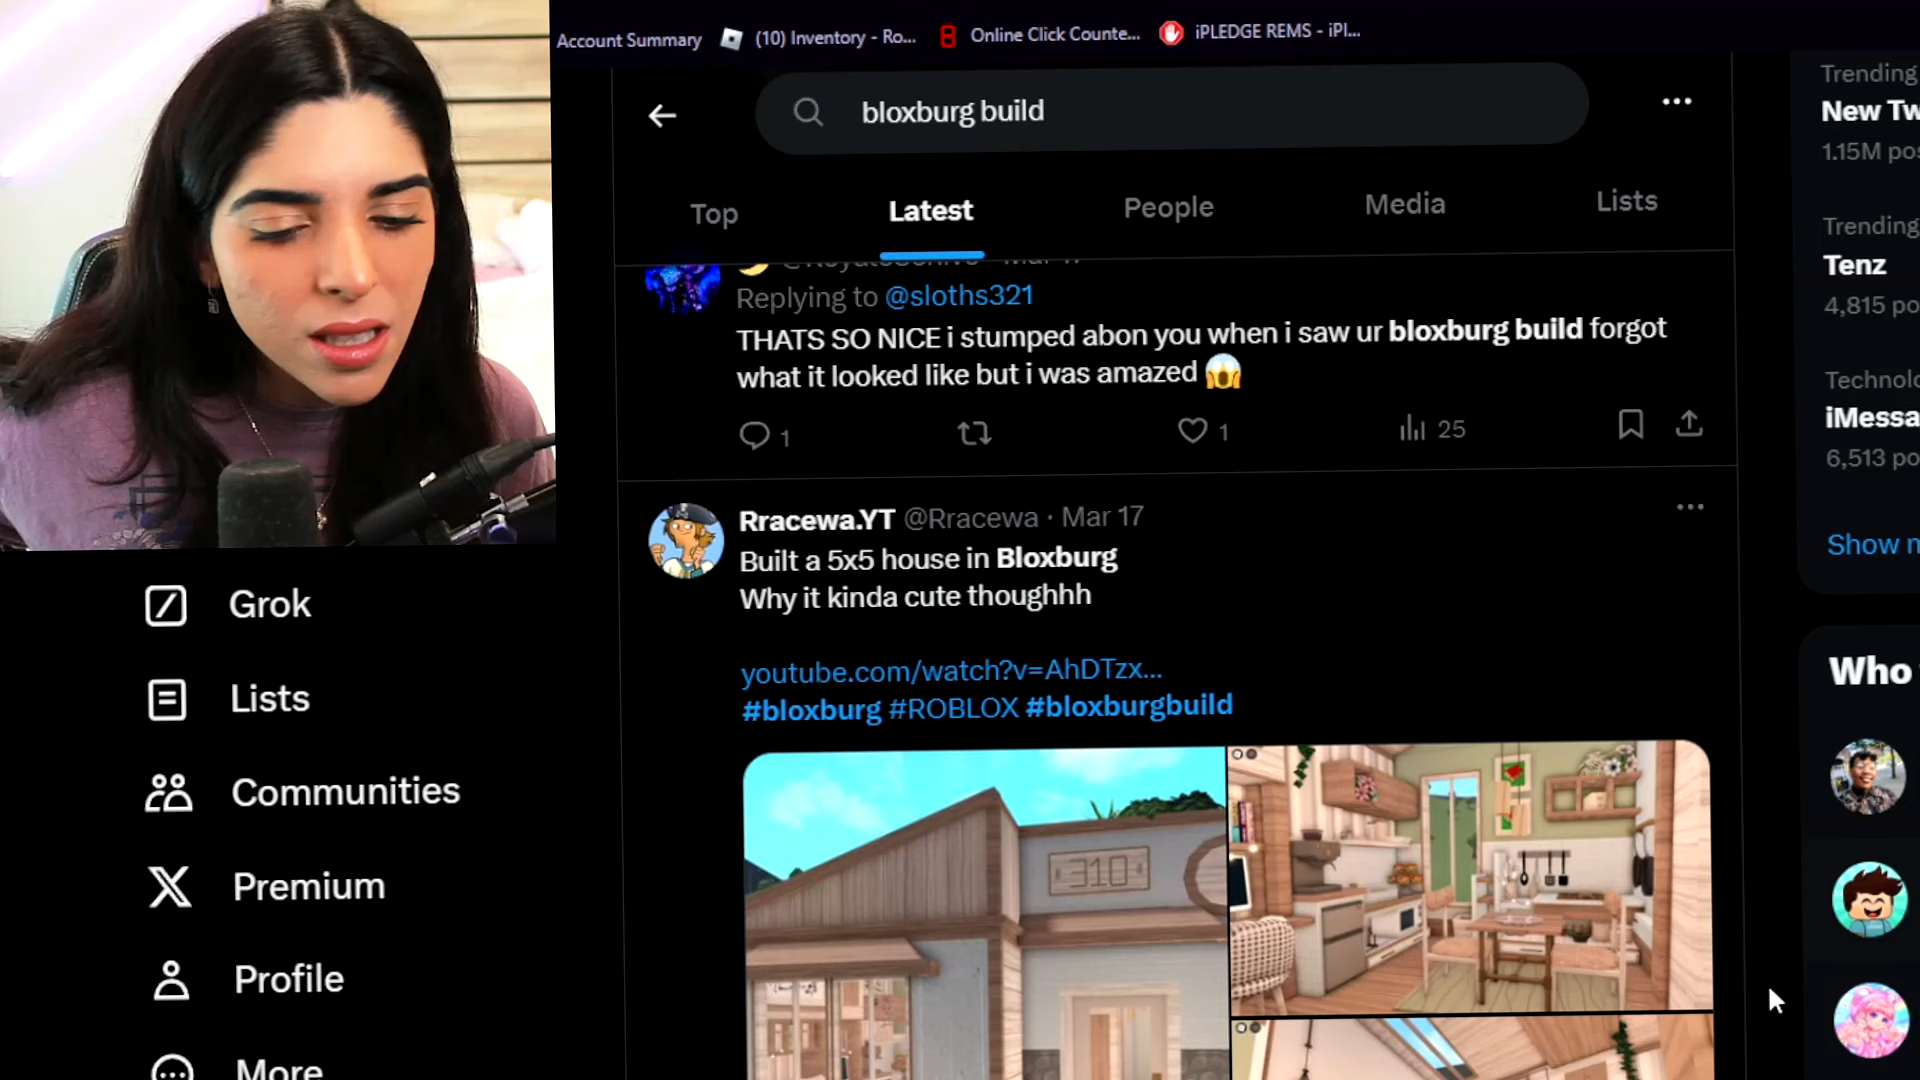 Account Summary
(10) Inventory - Ro...
Online Click Counte...
iPLEDGE REMS - iPl...
bloxburg build
Top
Latest
People
Media
Lists
Replying to @sloths321
THATS SO NICE i stumped abon you when i saw ur bloxburg build forgot
what it looked like but i was amazed 😱
1
1
25
Rracewa.YT @Rracewa · Mar 17
Built a 5x5 house in Bloxburg
Why it kinda cute thoughhh
youtube.com/watch?v=AhDTzx...
#bloxburg #ROBLOX #bloxburgbuild
310
Grok
Lists
Communities
Premium
Profile
More
Trending
New Tw
1.15M pos
Trending
Tenz
4,815 po
Technolo
iMessa
6,513 po
Show m
Who